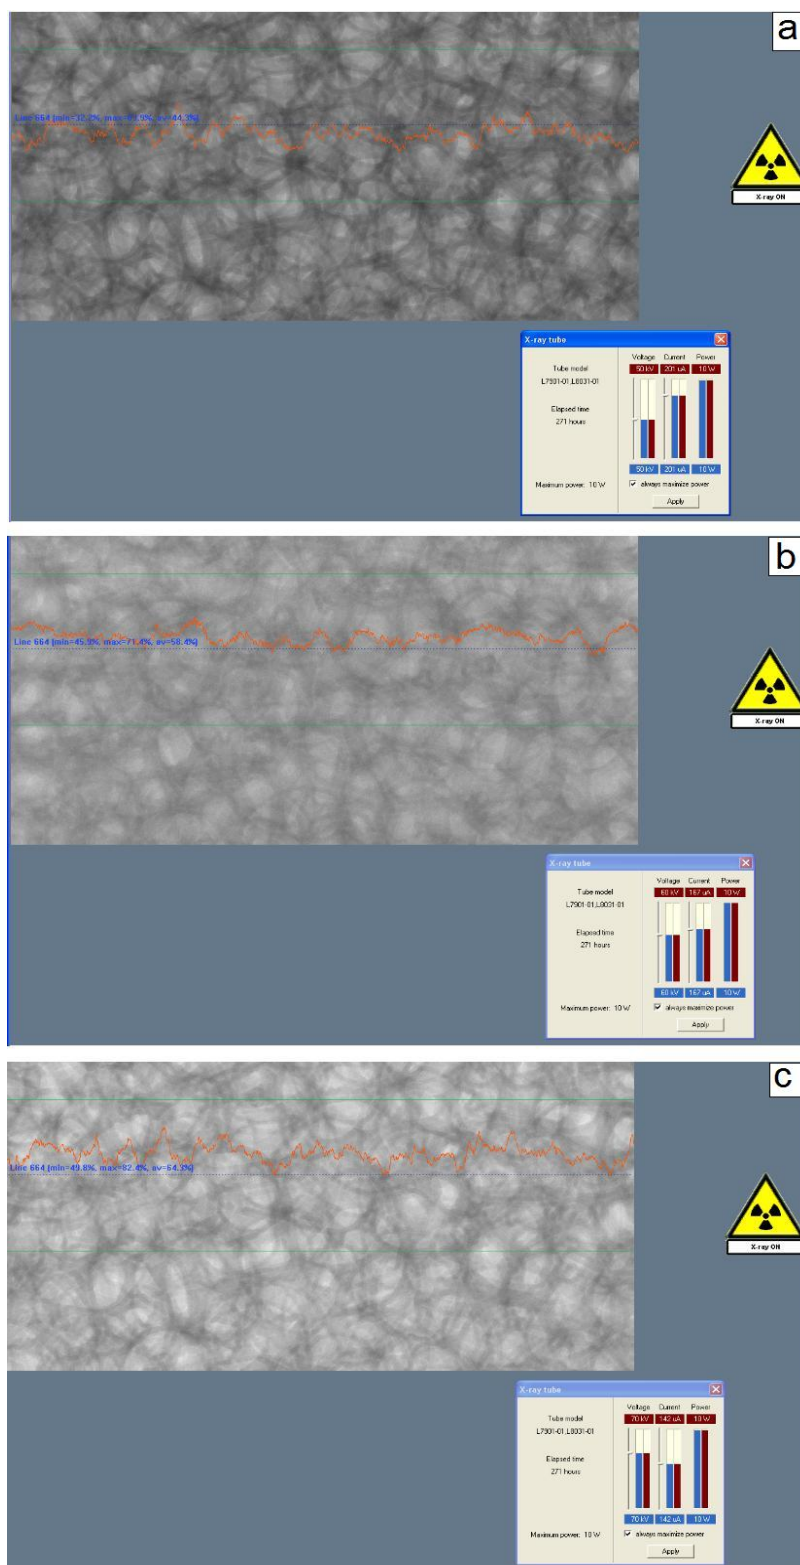 a
Line 664 [min=32.2%, max=61.9%, av=44.3%]
X-ray ON
X-ray tube
Voltage Current Power
Tube model 50 kV 201 uA 10 W
L7901-01,L8031-01
Elapsed time
271 hours
50 kV 201 uA 10 W
Maximum power: 10 W always maximize power
Apply
b
Line 664 [min=45.9%, max=71.4%, av=58.4%]
X-ray ON
X-ray tube
Voltage Current Power
Tube model 60 kV 167 uA 10 W
L7901-01,L8031-01
Elapsed time
271 hours
60 kV 167 uA 10 W
Maximum power: 10 W always maximize power
Apply
c
Line 664 [min=49.8%, max=82.4%, av=64.3%]
X-ray ON
X-ray tube
Voltage Current Power
Tube model 70 kV 142 uA 10 W
L7901-01,L8031-01
Elapsed time
271 hours
70 kV 142 uA 10 W
Maximum power: 10 W always maximize power
Apply